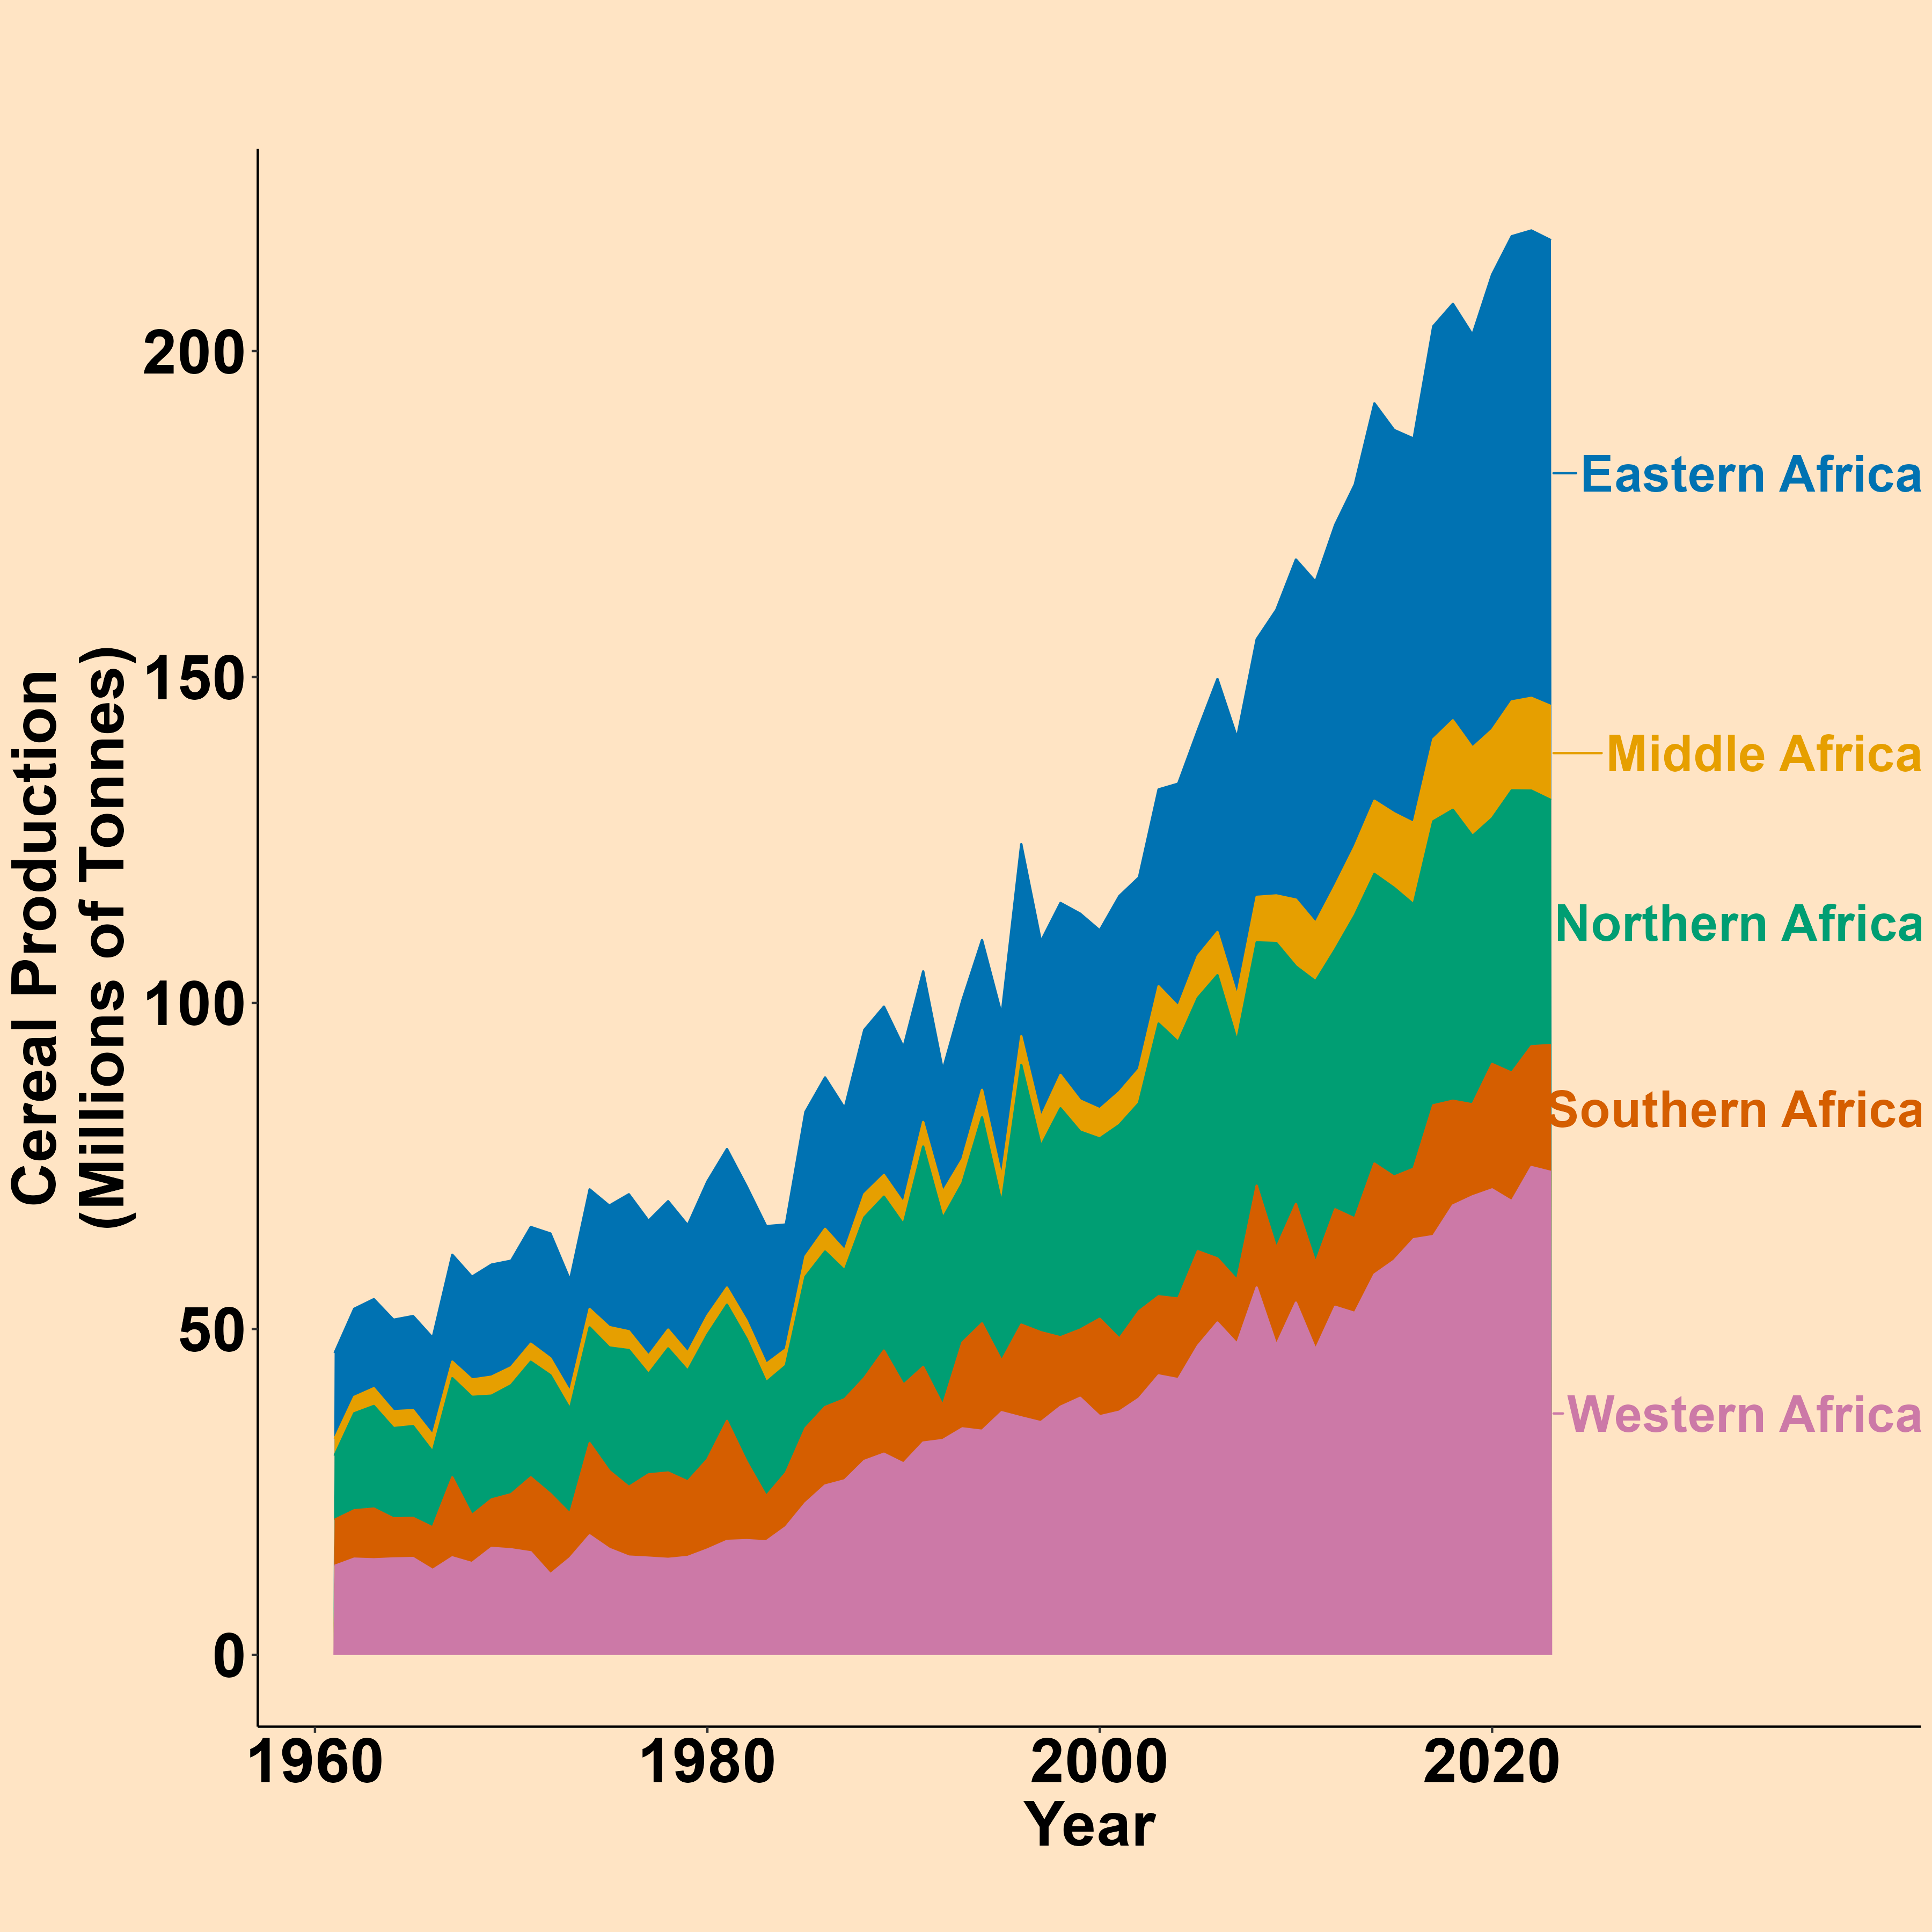 Cereal Production
(Millions of Tonnes)
200
150
100
50
0
Eastern Africa
Middle Africa
Northern Africa
Southern Africa
Western Africa
1960
1980
2000
2020
Year